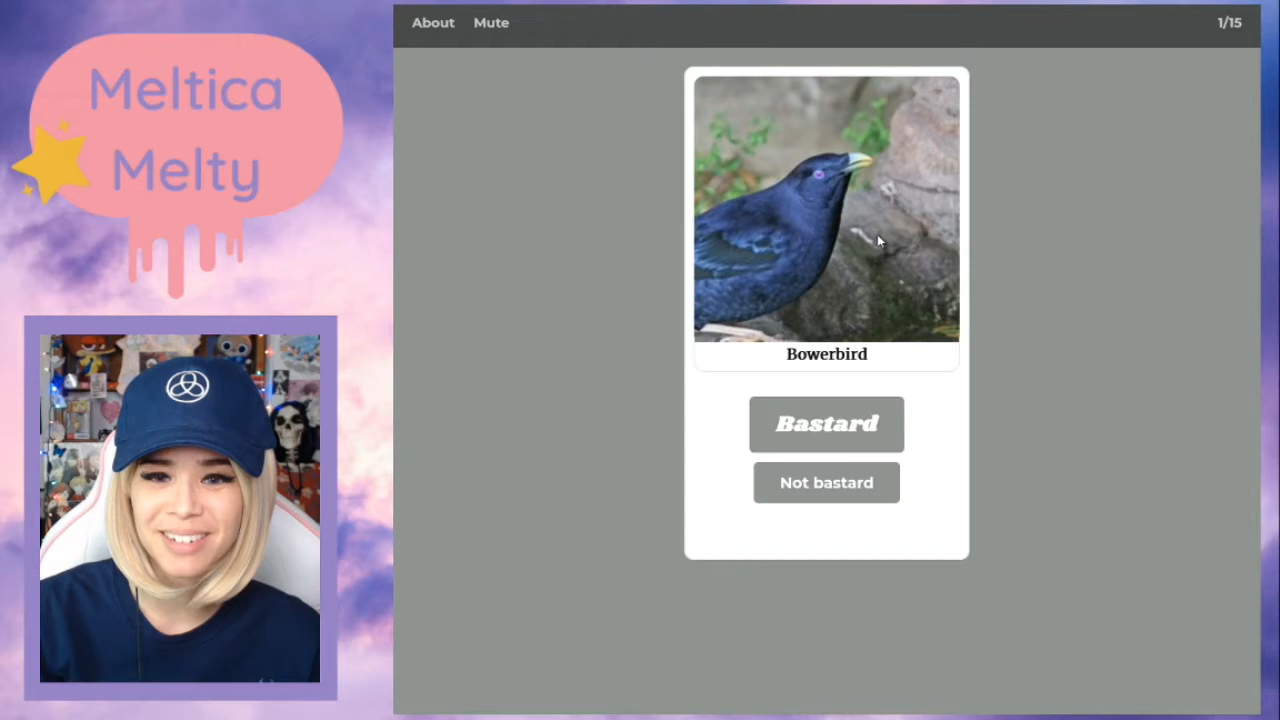 Meltica
Melty
About Mute 1/15
Bowerbird
Bastard
Not bastard